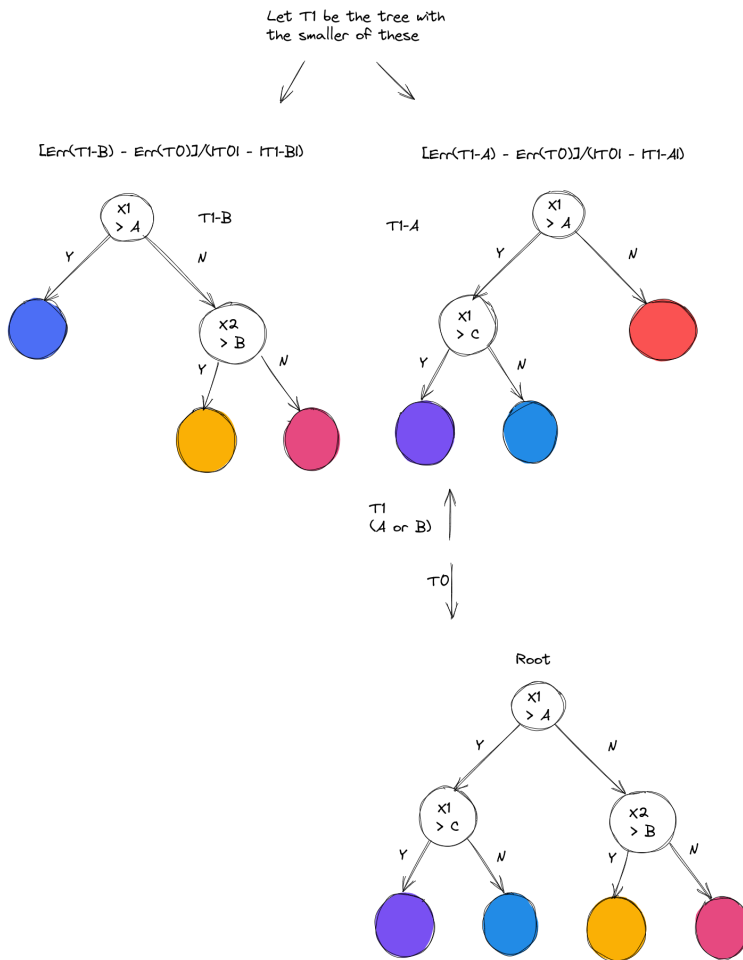 Let T1 be the tree with
the smaller of these
[Err(T1-B) - Err(T0)]/(|T0| - |T1-B|)
[Err(T1-A) - Err(T0)]/(|T0| - |T1-A|)
X1
> A
T1-B
Y
N
X2
> B
Y
N
T1-A
X1
> A
Y
N
X1
> C
Y
N
T1
(A or B)
T0
Root
X1
> A
Y
N
X1
> C
X2
> B
Y
N
Y
N